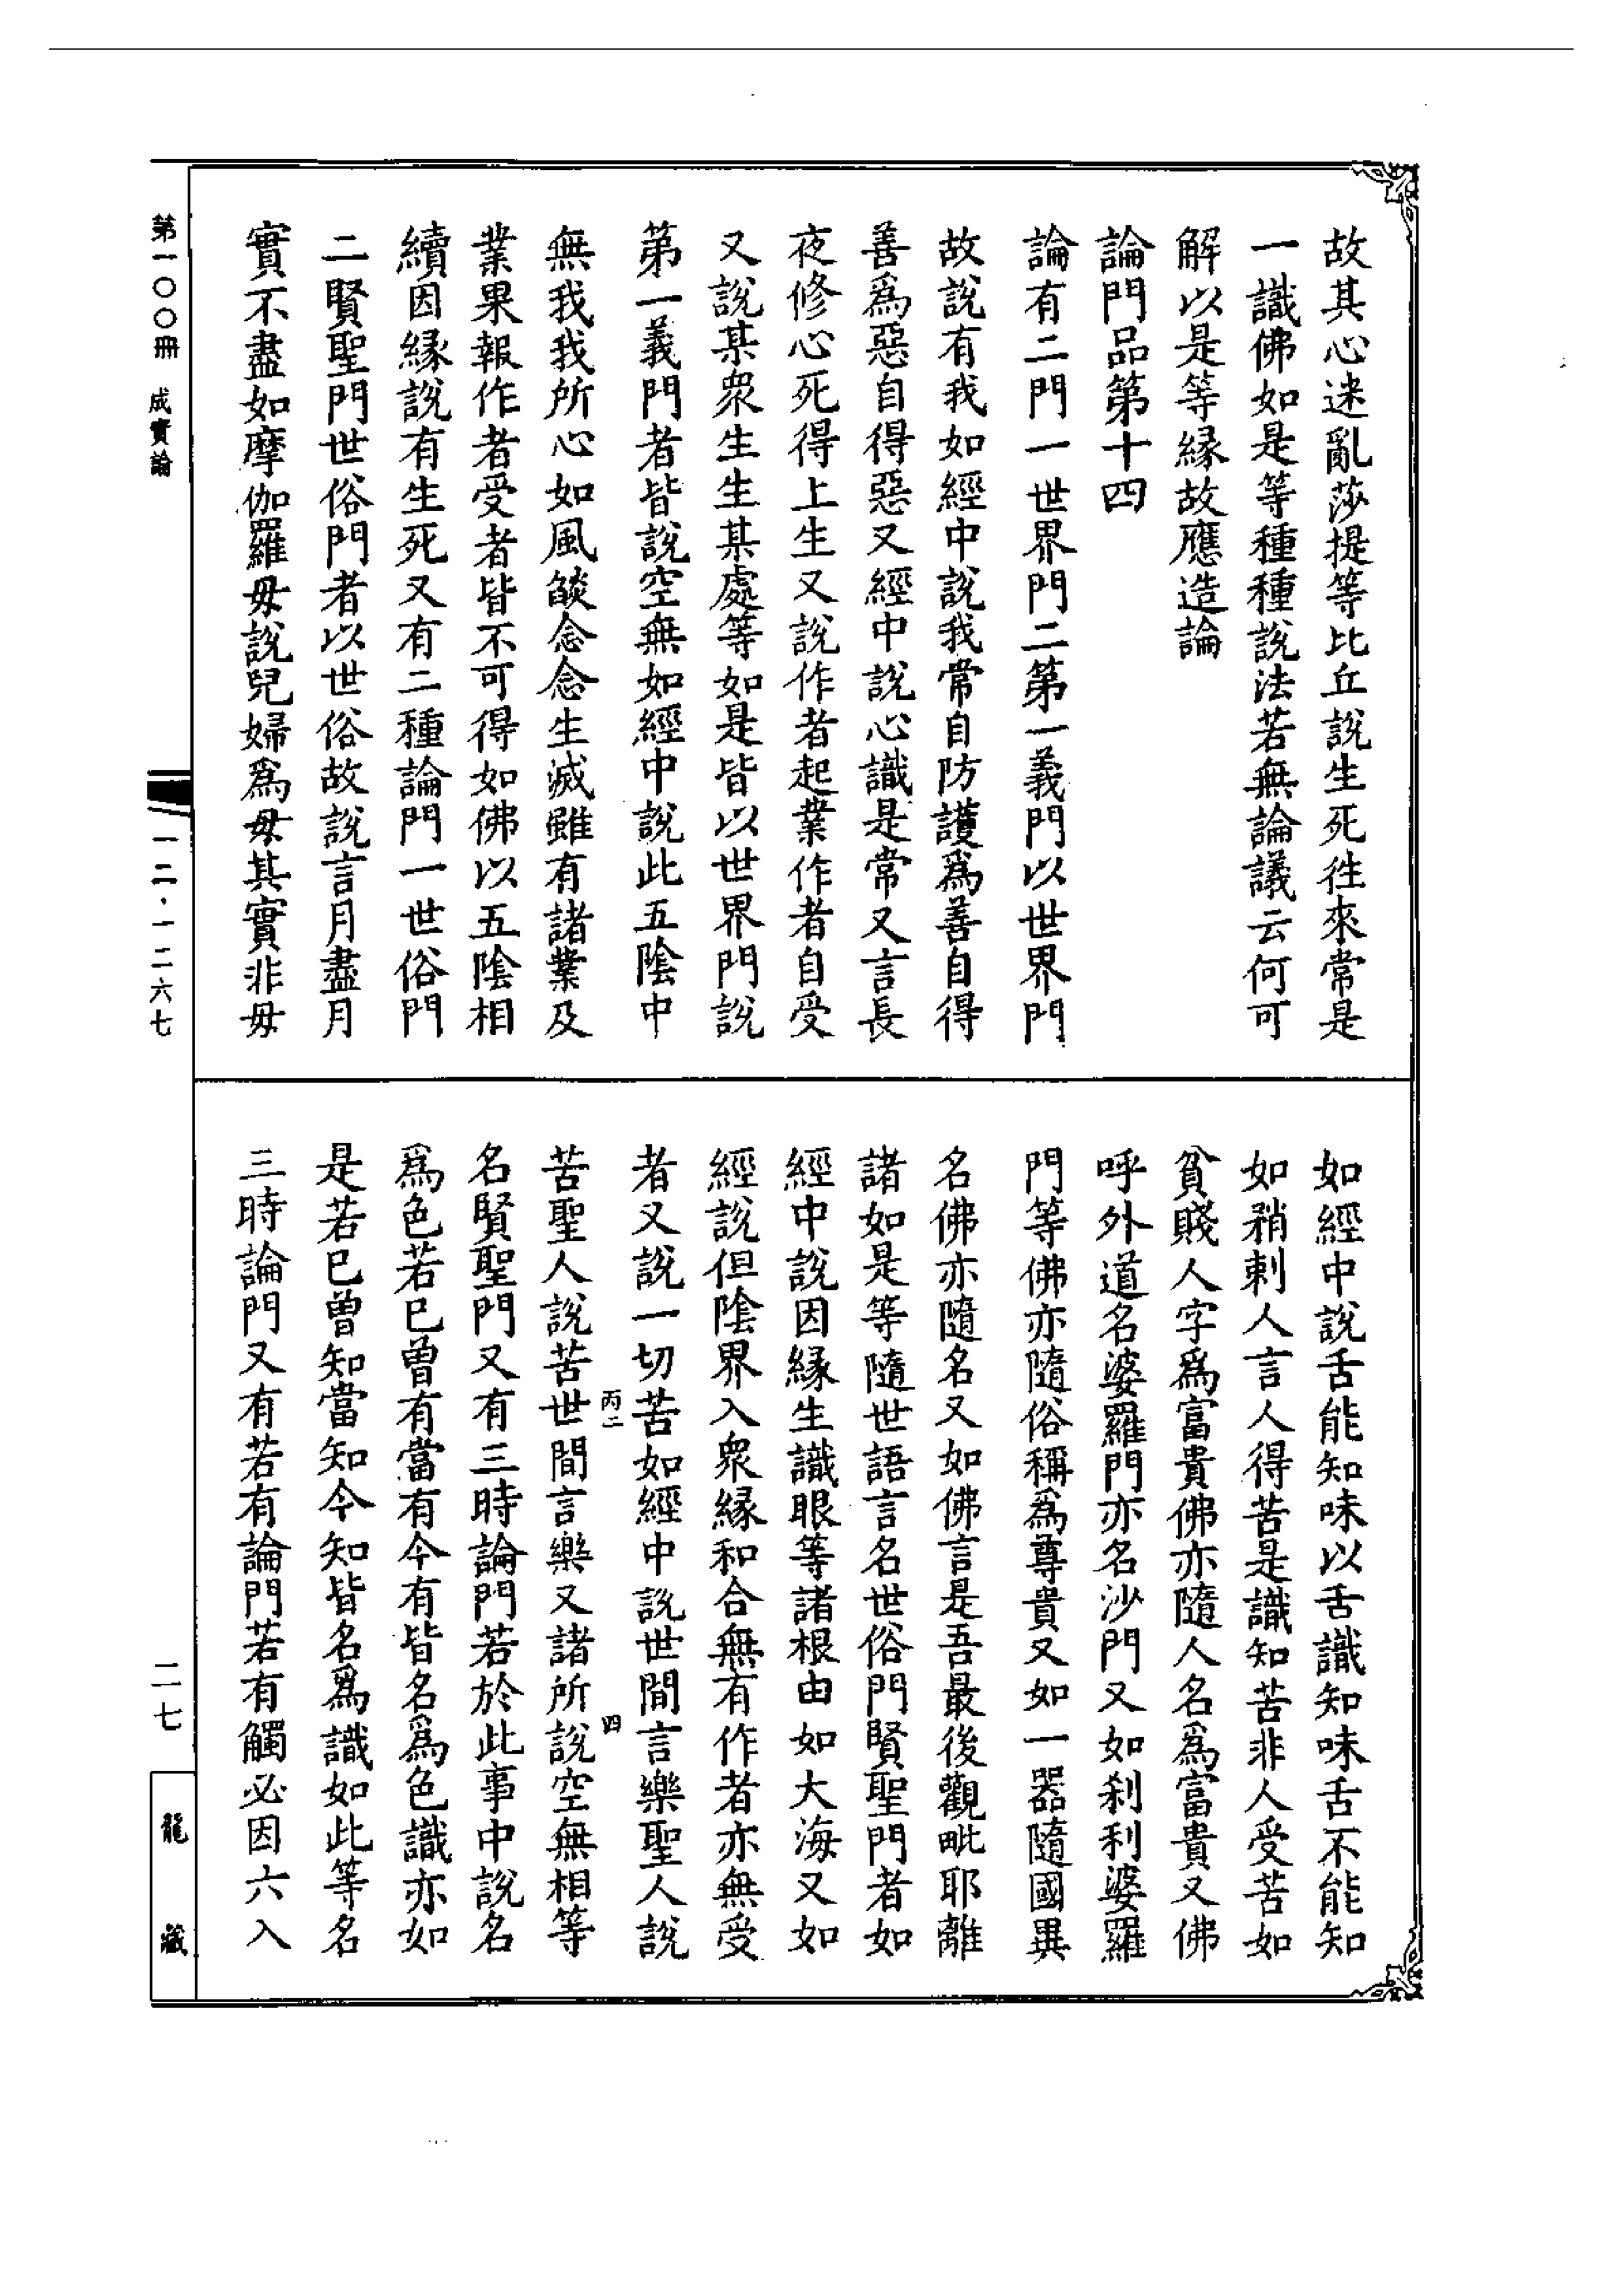 故其心迷亂莎提等比丘說生死徃來常是
一識佛如是等種種說法若無論議云何可
解以是等縁故應造論
論門品第十四
論有二門一世界門二第一義門以世界門
故說有我如經中說我常自防護爲善自得
善爲惡自得惡又經中說心識是常又言長
夜修心死得上生又說作者起業作者自受
又說某衆生生某處等如是皆以世界門說
第一義門者皆說空無如經中說此五陰中
無我我所心如風燄念念生滅雖有諸業及
業果報作者受者皆不可得如佛以五陰相
續因縁說有生死又有二種論門一世俗門
二賢聖門世俗門者以世俗故說言月盡月
實不盡如摩伽羅母說兒婦爲母其實非母
如經中說舌能知味以舌識知味舌不能知
如矟刺人言人得苦是識知苦非人受苦如
貧賤人字爲富貴佛亦隨人名爲富貴又佛
呼外道名婆羅門亦名沙門又如刹利婆羅
門等佛亦隨俗稱爲尊貴又如一器隨國異
名佛亦隨名又如佛言是吾最後觀毗耶離
諸如是等隨世語言名世俗門賢聖門者如
經中說因縁生識眼等諸根由如大海又如
經說但陰界入衆縁和合無有作者亦無受
者又說一切苦如經中說世間言樂聖人說
丙二
四
苦聖人說苦世間言樂又諸所說空無相等
名賢聖門又有三時論門若於此事中說名
爲色若巳曾有當有今有皆名爲色識亦如
是若巳曾知當知今知皆名爲識如此等名
三時論門又有若有論門若有觸必因六入
第一〇〇冊　成實論
一二·一二六七
二七
龍藏